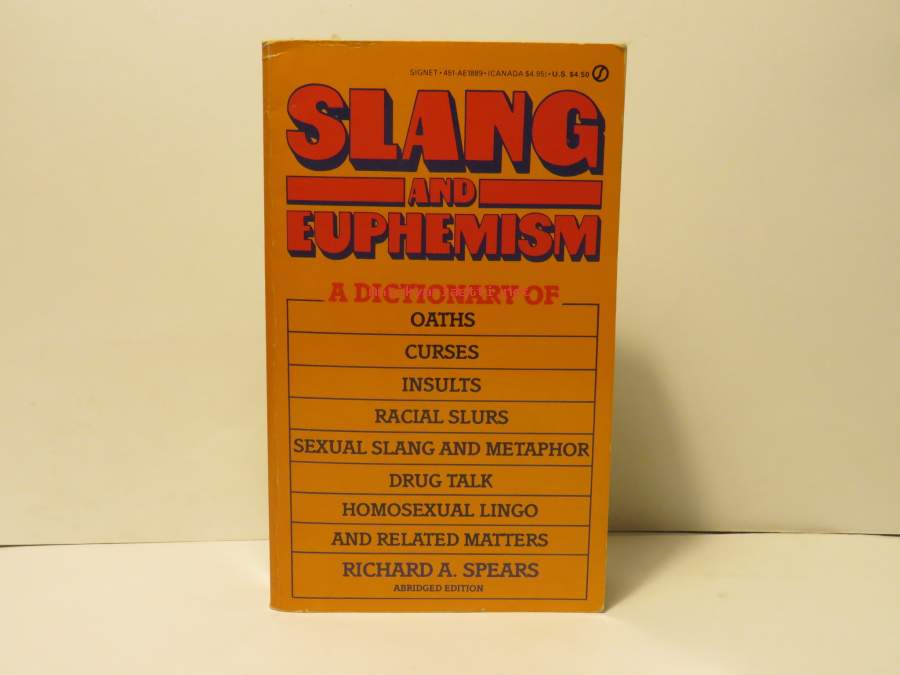 SIGNET • 451-AE1889 • (CANADA $4.95) • U.S. $4.50
SLANG
AND
EUPHEMISM
A DICTIONARY OF
OATHS
CURSES
INSULTS
RACIAL SLURS
SEXUAL SLANG AND METAPHOR
DRUG TALK
HOMOSEXUAL LINGO
AND RELATED MATTERS
RICHARD A. SPEARS
ABRIDGED EDITION